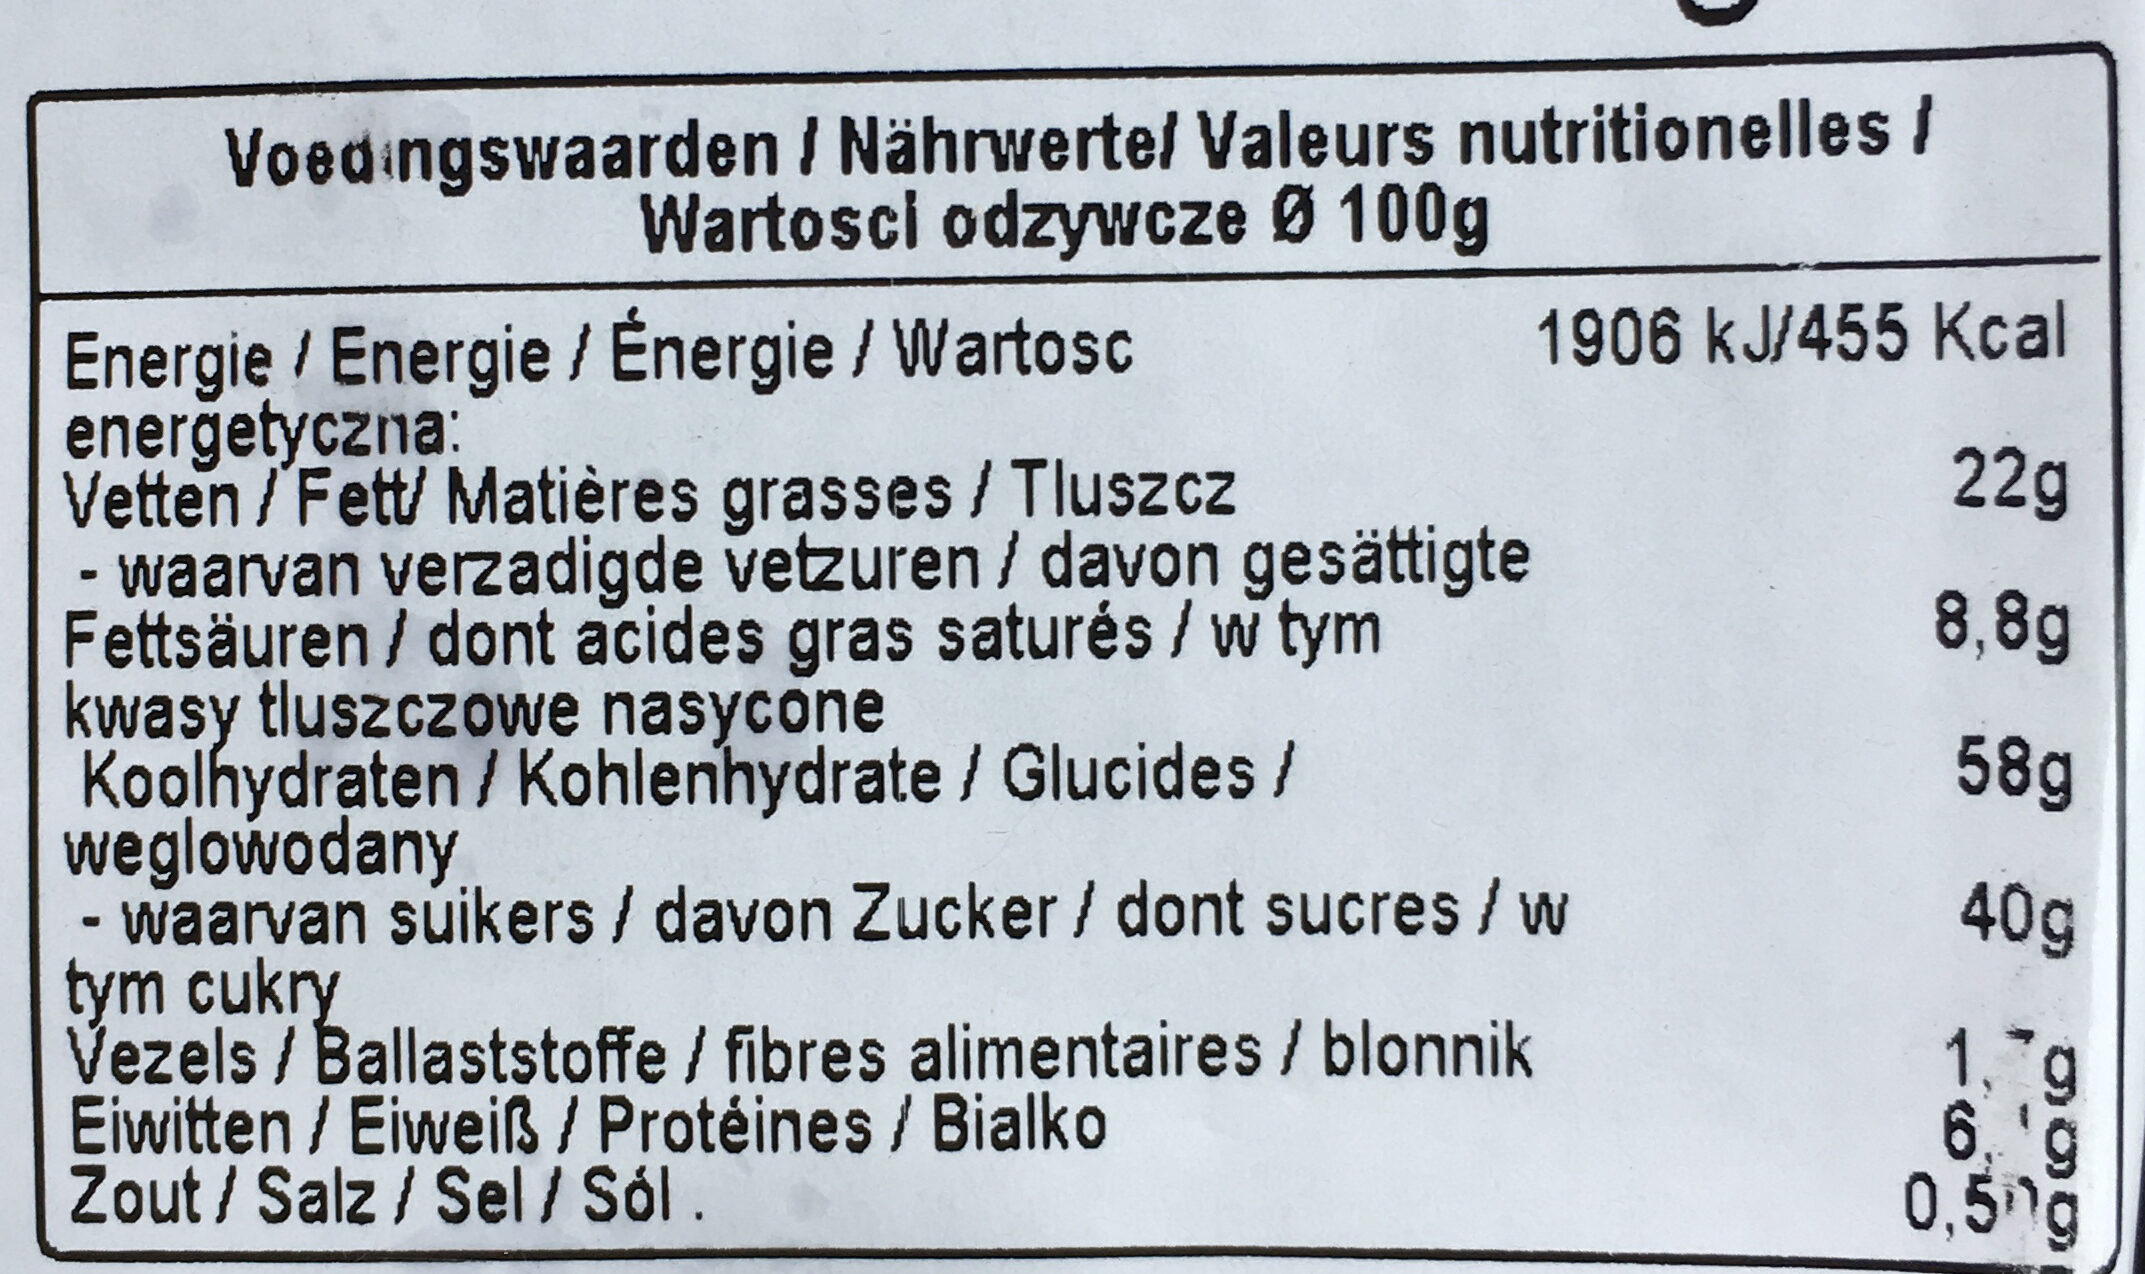 Voedingswaarden / Nährwerte/ Valeurs nutritionelles /
Wartosci odzywcze Ø 100g
Energie / Energie / Énergie / Wartosc 1906 kJ/455 Kcal
energetyczna:
Vetten / Fett/ Matières grasses / Tluszcz 22g
- waarvan verzadigde vetzuren / davon gesättigte
Fettsäuren / dont acides gras saturés / w tym 8,8g
kwasy tluszczowe nasycone
Koolhydraten / Kohlenhydrate / Glucides / 58g
weglowodany
- waarvan suikers / davon Zucker / dont sucres / w 40g
tym cukry
Vezels / Ballaststoffe / fibres alimentaires / blonnik
Eiwitten / Eiweiß / Protéines / Bialko
Zout / Salz / Sel / Sól .